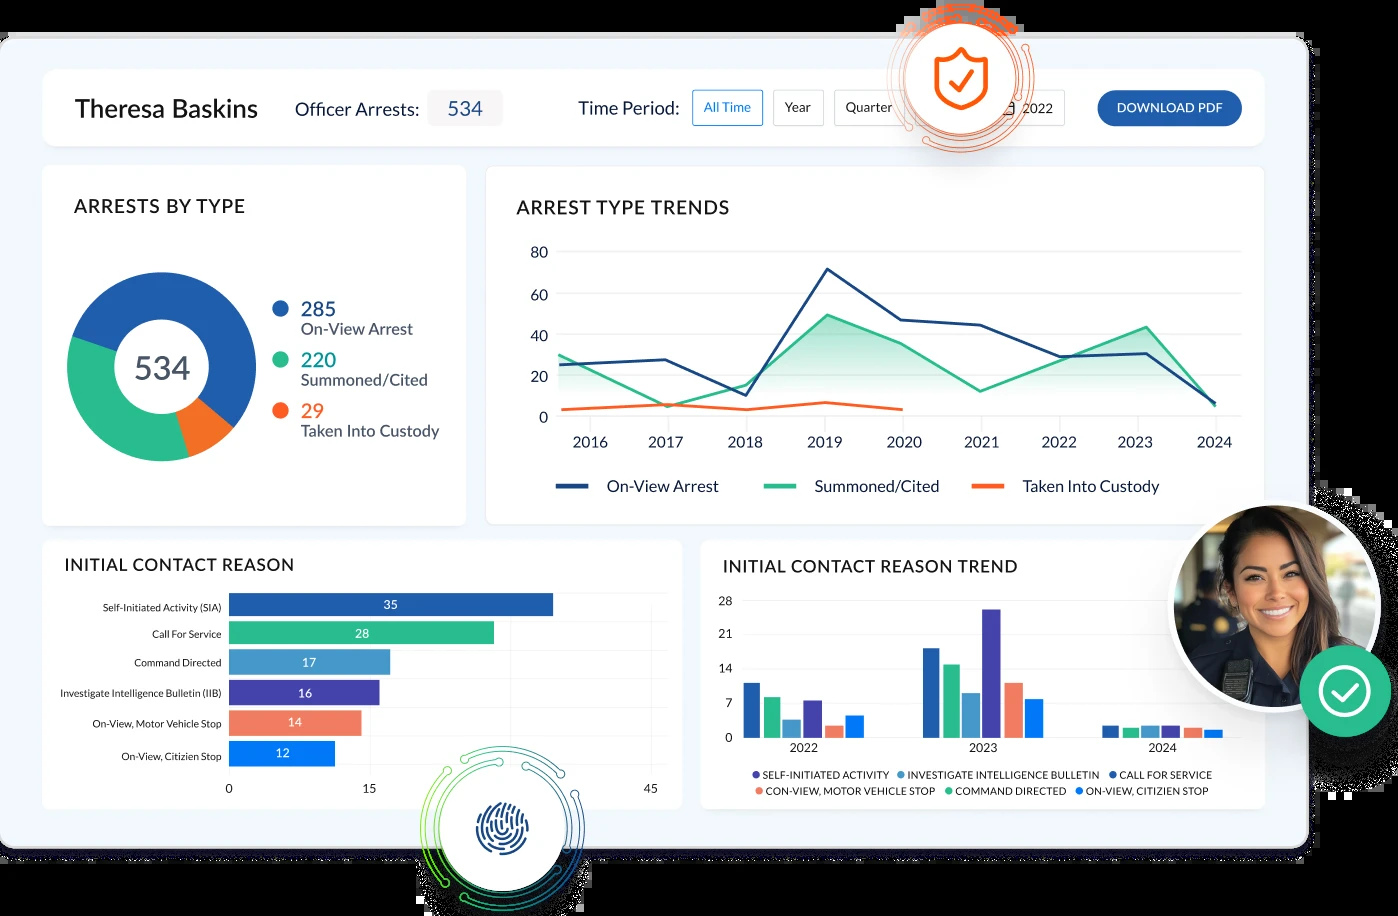 Theresa Baskins
Officer Arrests: 534
Time Period: All Time Year Quarter 2022
DOWNLOAD PDF
ARRESTS BY TYPE
534
285
On-View Arrest
220
Summoned/Cited
29
Taken Into Custody
ARREST TYPE TRENDS
80
60
40
20
0
2016 2017 2018 2019 2020 2021 2022 2023 2024
On-View Arrest Summoned/Cited Taken Into Custody
INITIAL CONTACT REASON
Self-Initiated Activity (SIA) 35
Call For Service 28
Command Directed 17
Investigate Intelligence Bulletin (IIB) 16
On-View, Motor Vehicle Stop 14
On-View, Citizien Stop 12
0 15 45
INITIAL CONTACT REASON TREND
28
21
14
7
0
2022 2023 2024
SELF-INITIATED ACTIVITY INVESTIGATE INTELLIGENCE BULLETIN CALL FOR SERVICE
CON-VIEW, MOTOR VEHICLE STOP COMMAND DIRECTED ON-VIEW, CITIZIEN STOP